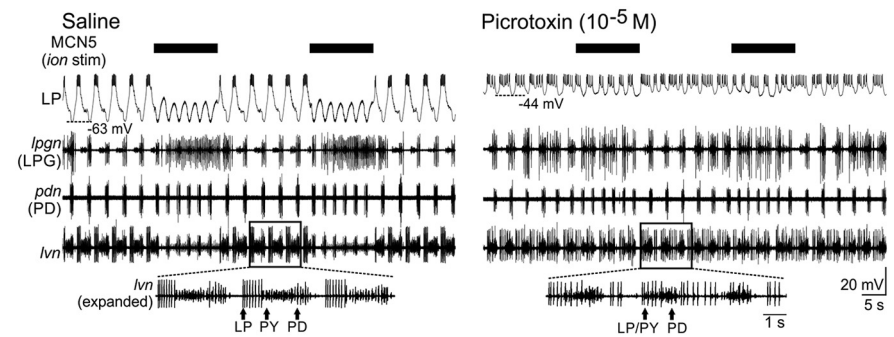 Saline
Picrotoxin (10-5 M)
MCN5
(ion stim)
LP
-63 mV
-44 mV
lpgn
(LPG)
pdn
(PD)
lvn
lvn
(expanded)
LP PY PD
LP/PY PD
20 mV
5 s
1 s